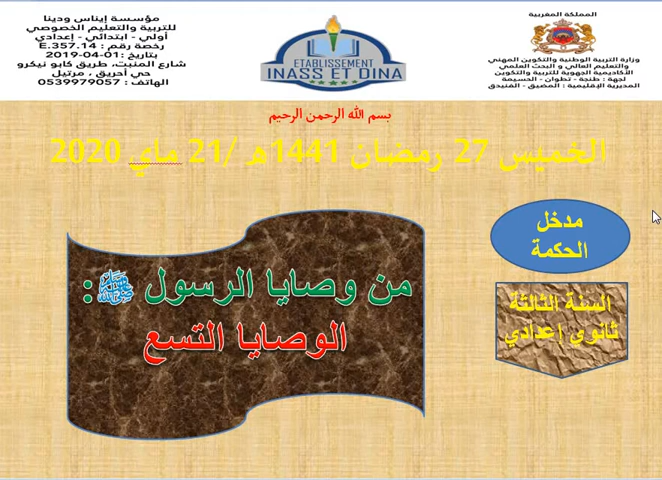 المملكة المغربية
وزارة التربية الوطنية والتكوين المهني
والتعليم العالي و البحث العلمي
الأكاديمية الجهوية للتربية والتكوين
لجهة : طنجة - تطوان - الحسيمة
المديرية الإقليمية : المضيق - الفنيدق
ETABLISSEMENT
INASS ET DINA
مؤسسة إيناس ودينا
للتربية والتعليم الخصوصي
أولي - ابتدائي - إعدادي
رخصة رقم : E.357.14
بتاريخ :01-04-2019
شارع المنبت، طريق كابو نيكرو
حي أحريق ، مرتيل
الهاتف : 0539979057
بسم الله الرحمن الرحيم
الخميس 27 رمضان 1441هـ /21 ماي 2020
مدخل
الحكمة
السنة الثالثة
ثانوي إعدادي
من وصايا الرسول ﷺ:
الوصايا التسع